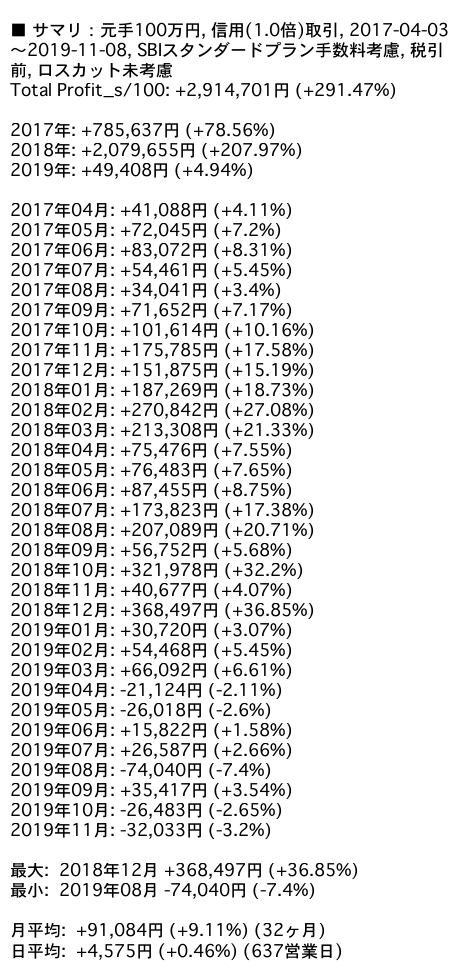 ■ サマリ：元手100万円, 信用(1.0倍)取引, 2017-04-03
～2019-11-08, SBIスタンダードプラン手数料考慮, 税引
前, ロスカット未考慮
Total Profit_s/100: +2,914,701円 (+291.47%)
2017年: +785,637円 (+78.56%)
2018年: +2,079,655円 (+207.97%)
2019年: +49,408円 (+4.94%)
2017年04月: +41,088円 (+4.11%)
2017年05月: +72,045円 (+7.2%)
2017年06月: +83,072円 (+8.31%)
2017年07月: +54,461円 (+5.45%)
2017年08月: +34,041円 (+3.4%)
2017年09月: +71,652円 (+7.17%)
2017年10月: +101,614円 (+10.16%)
2017年11月: +175,785円 (+17.58%)
2017年12月: +151,875円 (+15.19%)
2018年01月: +187,269円 (+18.73%)
2018年02月: +270,842円 (+27.08%)
2018年03月: +213,308円 (+21.33%)
2018年04月: +75,476円 (+7.55%)
2018年05月: +76,483円 (+7.65%)
2018年06月: +87,455円 (+8.75%)
2018年07月: +173,823円 (+17.38%)
2018年08月: +207,089円 (+20.71%)
2018年09月: +56,752円 (+5.68%)
2018年10月: +321,978円 (+32.2%)
2018年11月: +40,677円 (+4.07%)
2018年12月: +368,497円 (+36.85%)
2019年01月: +30,720円 (+3.07%)
2019年02月: +54,468円 (+5.45%)
2019年03月: +66,092円 (+6.61%)
2019年04月: -21,124円 (-2.11%)
2019年05月: -26,018円 (-2.6%)
2019年06月: +15,822円 (+1.58%)
2019年07月: +26,587円 (+2.66%)
2019年08月: -74,040円 (-7.4%)
2019年09月: +35,417円 (+3.54%)
2019年10月: -26,483円 (-2.65%)
2019年11月: -32,033円 (-3.2%)
最大: 2018年12月 +368,497円 (+36.85%)
最小: 2019年08月 -74,040円 (-7.4%)
月平均: +91,084円 (+9.11%) (32ヶ月)
日平均: +4,575円 (+0.46%) (637営業日)